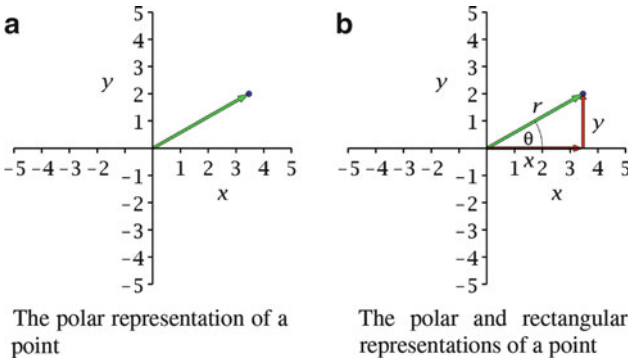 a
5
4
3
y
2
1
−5 −4 −3 −2 −1
1 2 3 4 5
−1
x
−2
−3
−4
−5
The polar representation of a
point
b
5
4
3
y
2
r
1
θ
y
x
−5 −4 −3 −2 −1
1 2 3 4 5
−1
x
−2
−3
−4
−5
The polar and rectangular
representations of a point